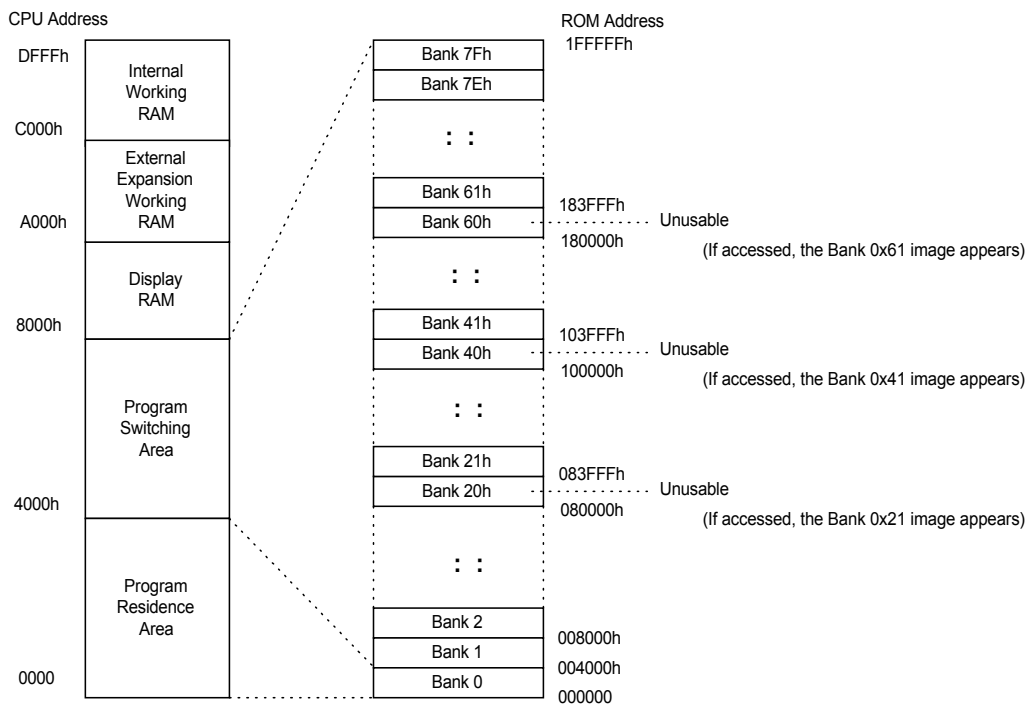 CPU Address
DFFFh
Internal
Working
RAM
C000h
External
Expansion
Working
RAM
A000h
Display
RAM
8000h
Program
Switching
Area
4000h
Program
Residence
Area
0000
ROM Address
1FFFFFh
Bank 7Fh
Bank 7Eh
: :
Bank 61h
183FFFh
Bank 60h
Unusable
180000h
(If accessed, the Bank 0x61 image appears)
: :
Bank 41h
103FFFh
Bank 40h
Unusable
100000h
(If accessed, the Bank 0x41 image appears)
: :
Bank 21h
083FFFh
Bank 20h
Unusable
080000h
(If accessed, the Bank 0x21 image appears)
: :
Bank 2
008000h
Bank 1
004000h
Bank 0
000000